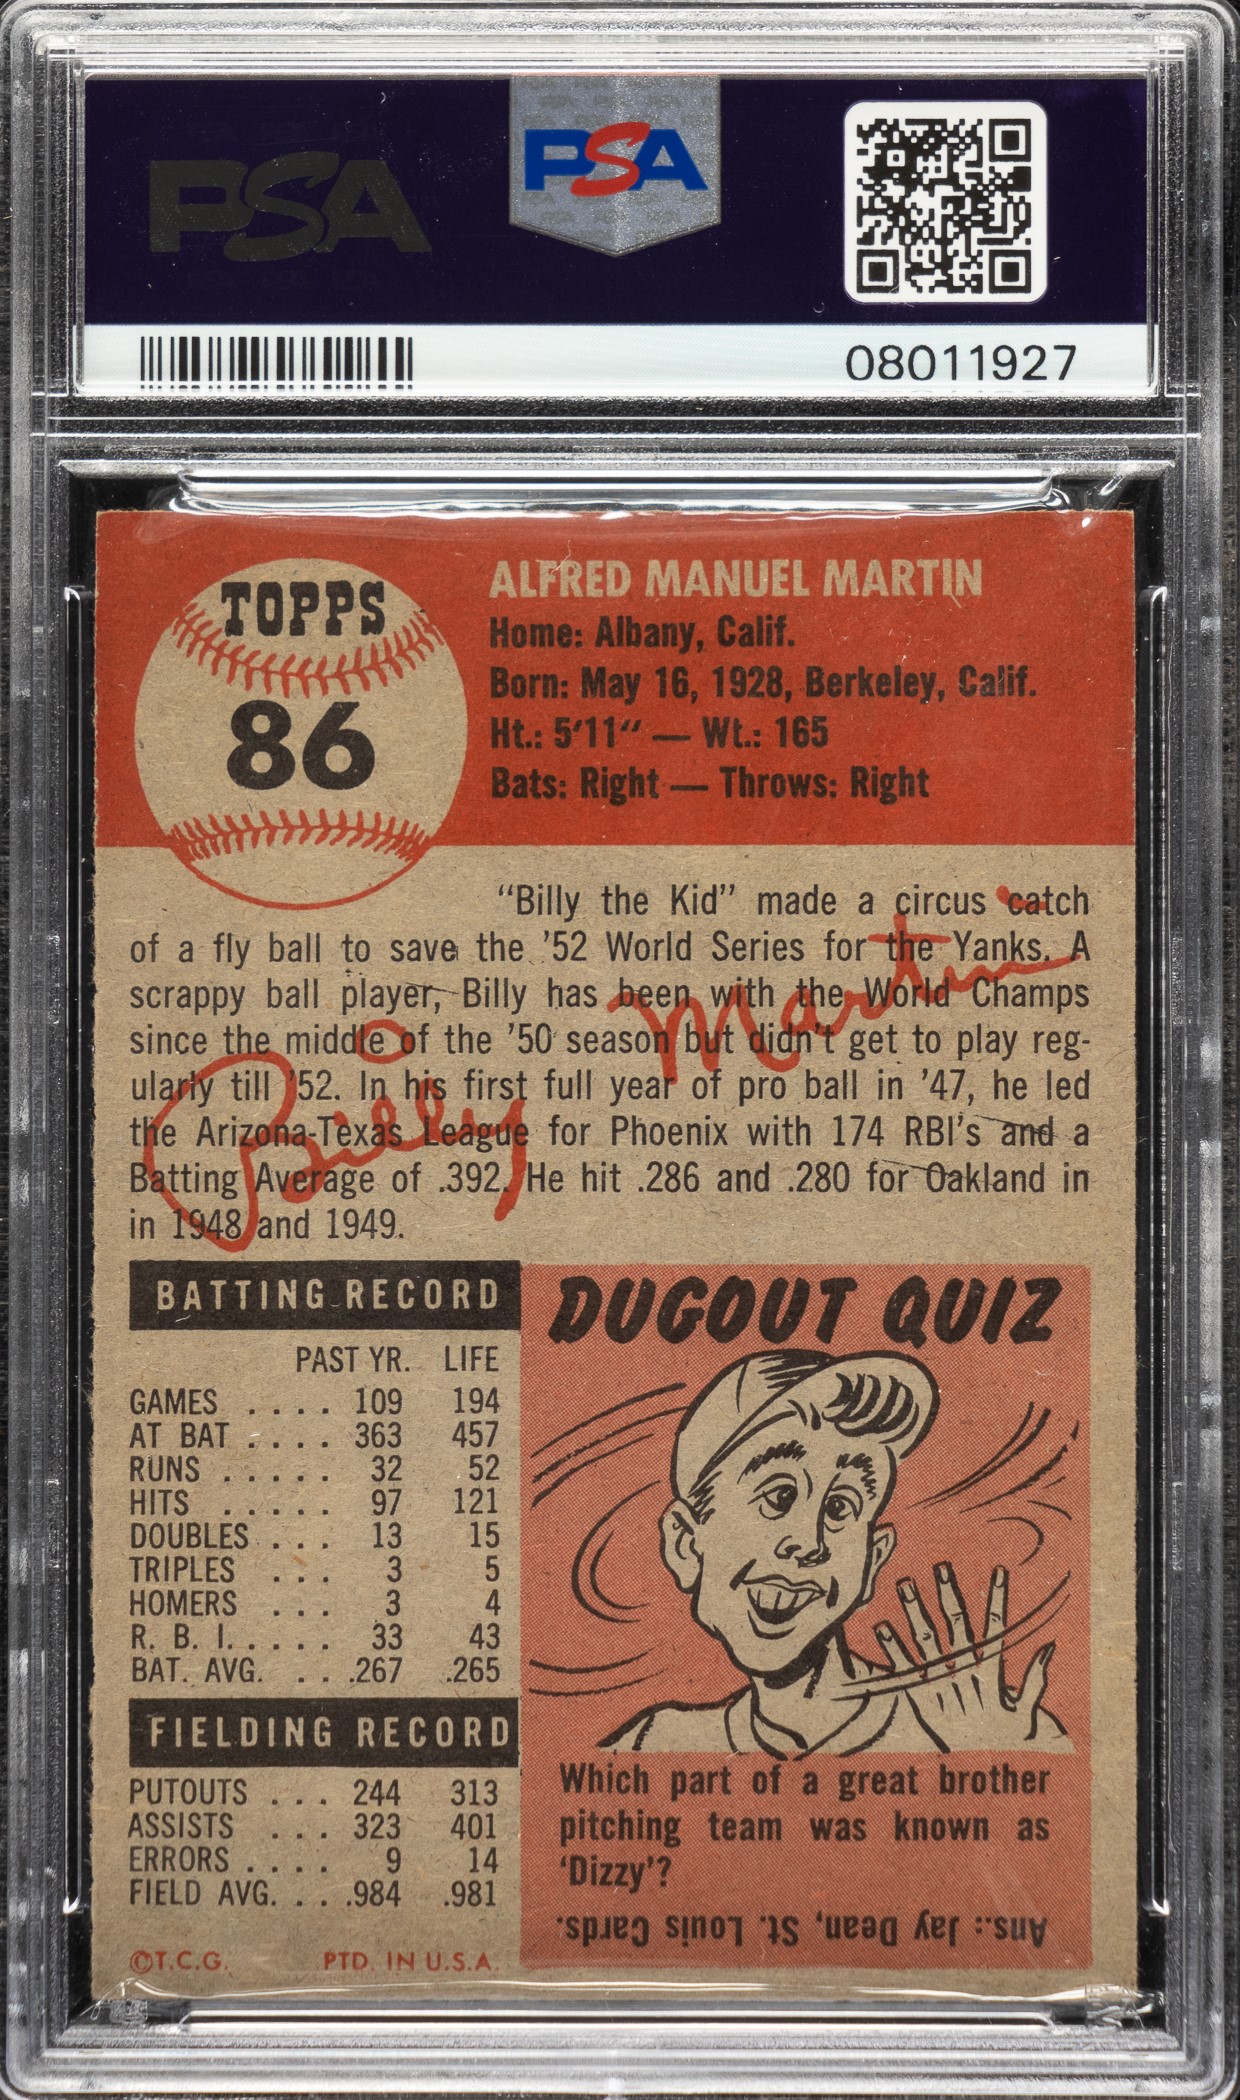 PSA
PSA
08011927
TOPPS
86
ALFRED MANUEL MARTIN
Home: Albany, Calif.
Born: May 16, 1928, Berkeley, Calif.
Ht.: 5'11" — Wt.: 165
Bats: Right — Throws: Right
"Billy the Kid" made a circus catch
of a fly ball to save the '52 World Series for the Yanks. A
scrappy ball player, Billy has been with the World Champs
since the middle of the '50 season but didn't get to play reg-
ularly till '52. In his first full year of pro ball in '47, he led
the Arizona-Texas League for Phoenix with 174 RBI's and a
Batting Average of .392. He hit .286 and .280 for Oakland in
in 1948 and 1949.
Billy Martin
BATTING RECORD
PAST YR. LIFE
GAMES .... 109 194
AT BAT .... 363 457
RUNS ..... 32 52
HITS ..... 97 121
DOUBLES ... 13 15
TRIPLES ... 3 5
HOMERS ... 3 4
R. B. I. .... 33 43
BAT. AVG. ... .267 .265
FIELDING RECORD
PUTOUTS ... 244 313
ASSISTS ... 323 401
ERRORS .... 9 14
FIELD AVG. ... .984 .981
©T.C.G. PTD. IN U.S.A.
DUGOUT QUIZ
Which part of a great brother
pitching team was known as
'Dizzy'?
Ans.: Jay Dean, St. Louis Cards.